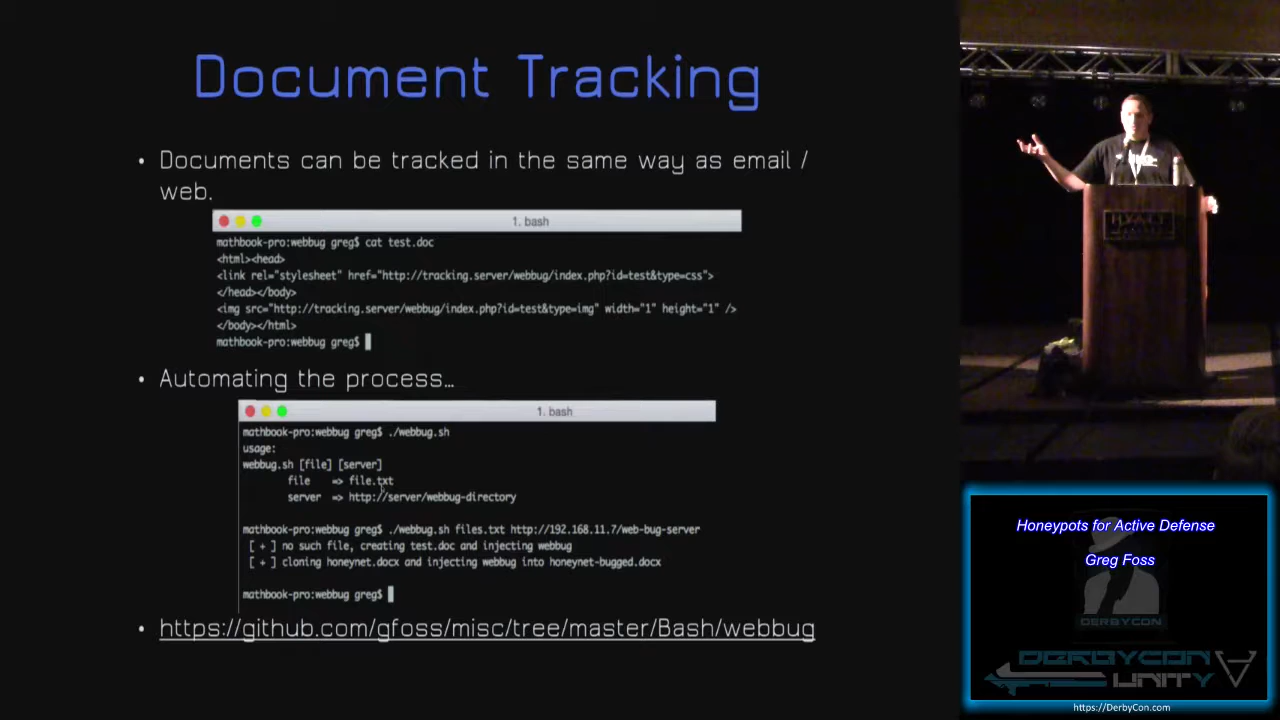 Document Tracking
• Documents can be tracked in the same way as email /
web.
1. bash
mathbook-pro:webbug greg$ cat test.doc
<html><head>
<link rel="stylesheet" href="http://tracking.server/webbug/index.php?id=test&type=css">
</head></body>
<img src="http://tracking.server/webbug/index.php?id=test&type=img" width="1" height="1" />
</body></html>
mathbook-pro:webbug greg$
• Automating the process…
1. bash
mathbook-pro:webbug greg$ ./webbug.sh
usage:
webbug.sh [file] [server]
file => file.txt
server => http://server/webbug-directory
mathbook-pro:webbug greg$ ./webbug.sh files.txt http://192.168.11.7/web-bug-server
[ + ] no such file, creating test.doc and injecting webbug
[ + ] cloning honeynet.docx and injecting webbug into honeynet-bugged.docx
mathbook-pro:webbug greg$
• https://github.com/gfoss/misc/tree/master/Bash/webbug
HYATT
Honeypots for Active Defense
Greg Foss
DERBYCON
DERBYCON
UNITY
https://DerbyCon.com